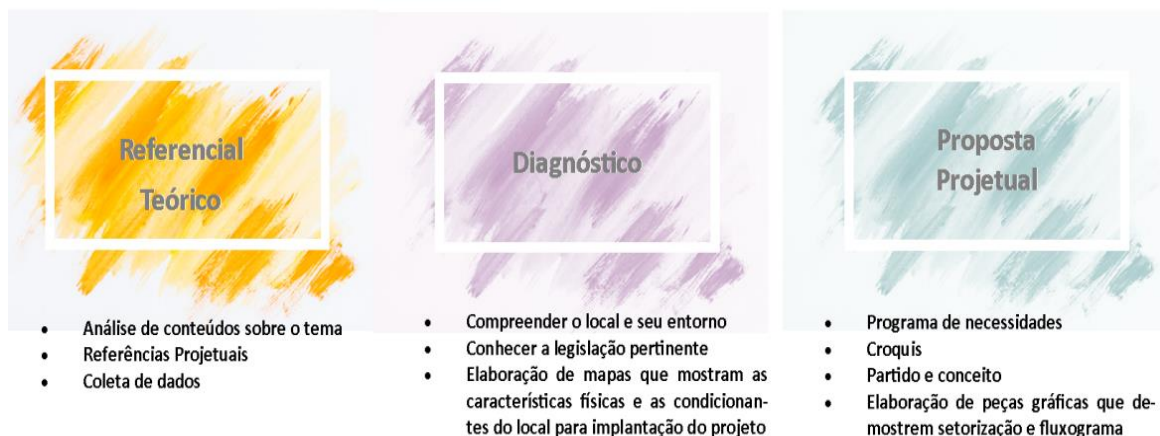 Referencial
Teórico
• Análise de conteúdos sobre o tema
• Referências Projetuais
• Coleta de dados
Diagnóstico
• Compreender o local e seu entorno
• Conhecer a legislação pertinente
• Elaboração de mapas que mostram as
características físicas e as condicionan-
tes do local para implantação do projeto
Proposta
Projetual
• Programa de necessidades
• Croquis
• Partido e conceito
• Elaboração de peças gráficas que de-
mostrem setorização e fluxograma